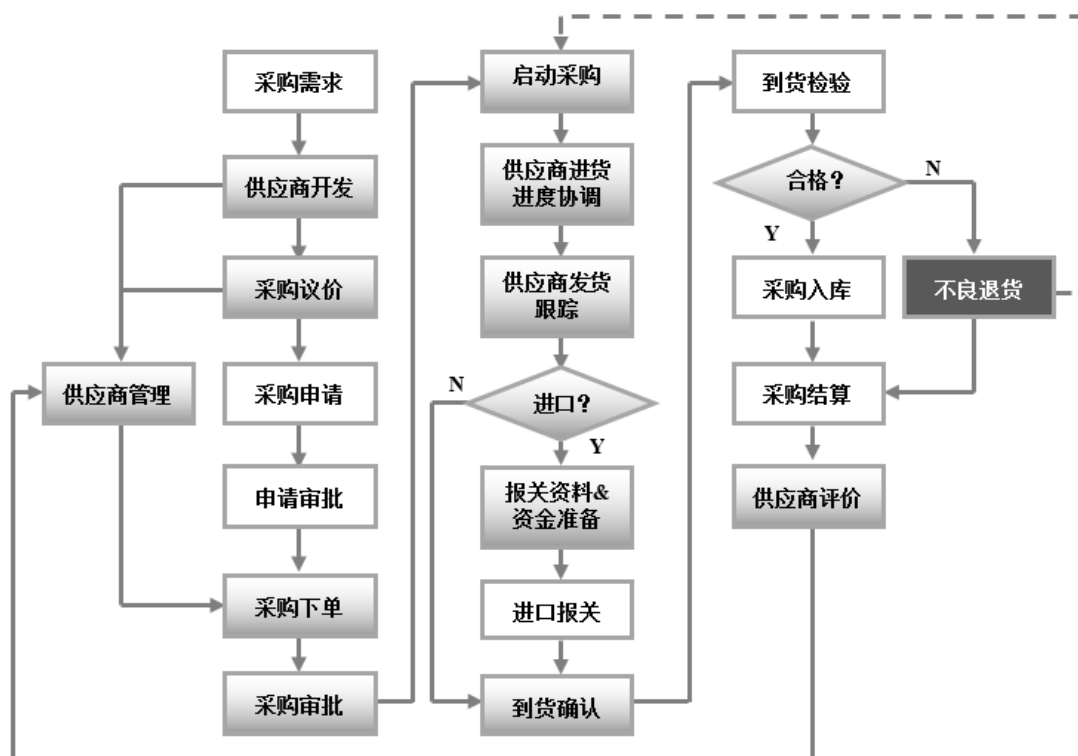 采购需求
供应商开发
采购议价
供应商管理
采购申请
申请审批
采购下单
采购审批
启动采购
供应商进货
进度协调
供应商发货
跟踪
N
进口？
Y
报关资料&
资金准备
进口报关
到货确认
到货检验
合格？
N
Y
采购入库
不良退货
采购结算
供应商评价